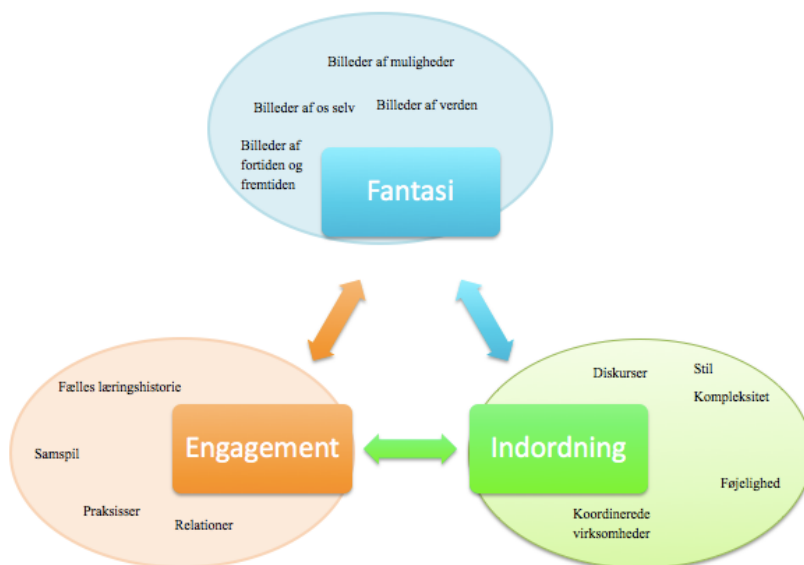 Billeder af muligheder
Billeder af os selv
Billeder af verden
Billeder af
fortiden og
fremtiden
Fantasi
Fælles læringshistorie
Engagement
Samspil
Praksisser
Relationer
Diskurser
Stil
Kompleksitet
Indordning
Føjelighed
Koordinerede
virksomheder